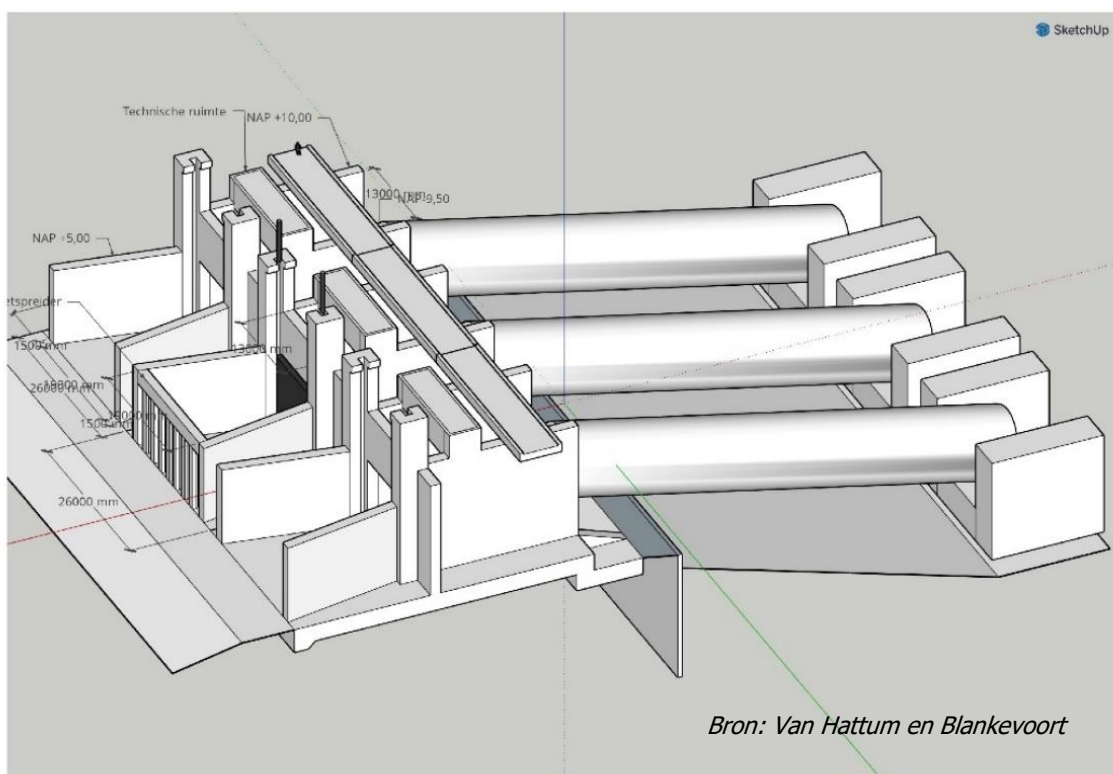 SketchUp
Technische ruimte
NAP +10,00
13000 mm
NAP-9,50
NAP +5,00
etspreider
1500 mm
13000 mm
26000 mm
1500 mm
26000 mm
Bron: Van Hattum en Blankevoort